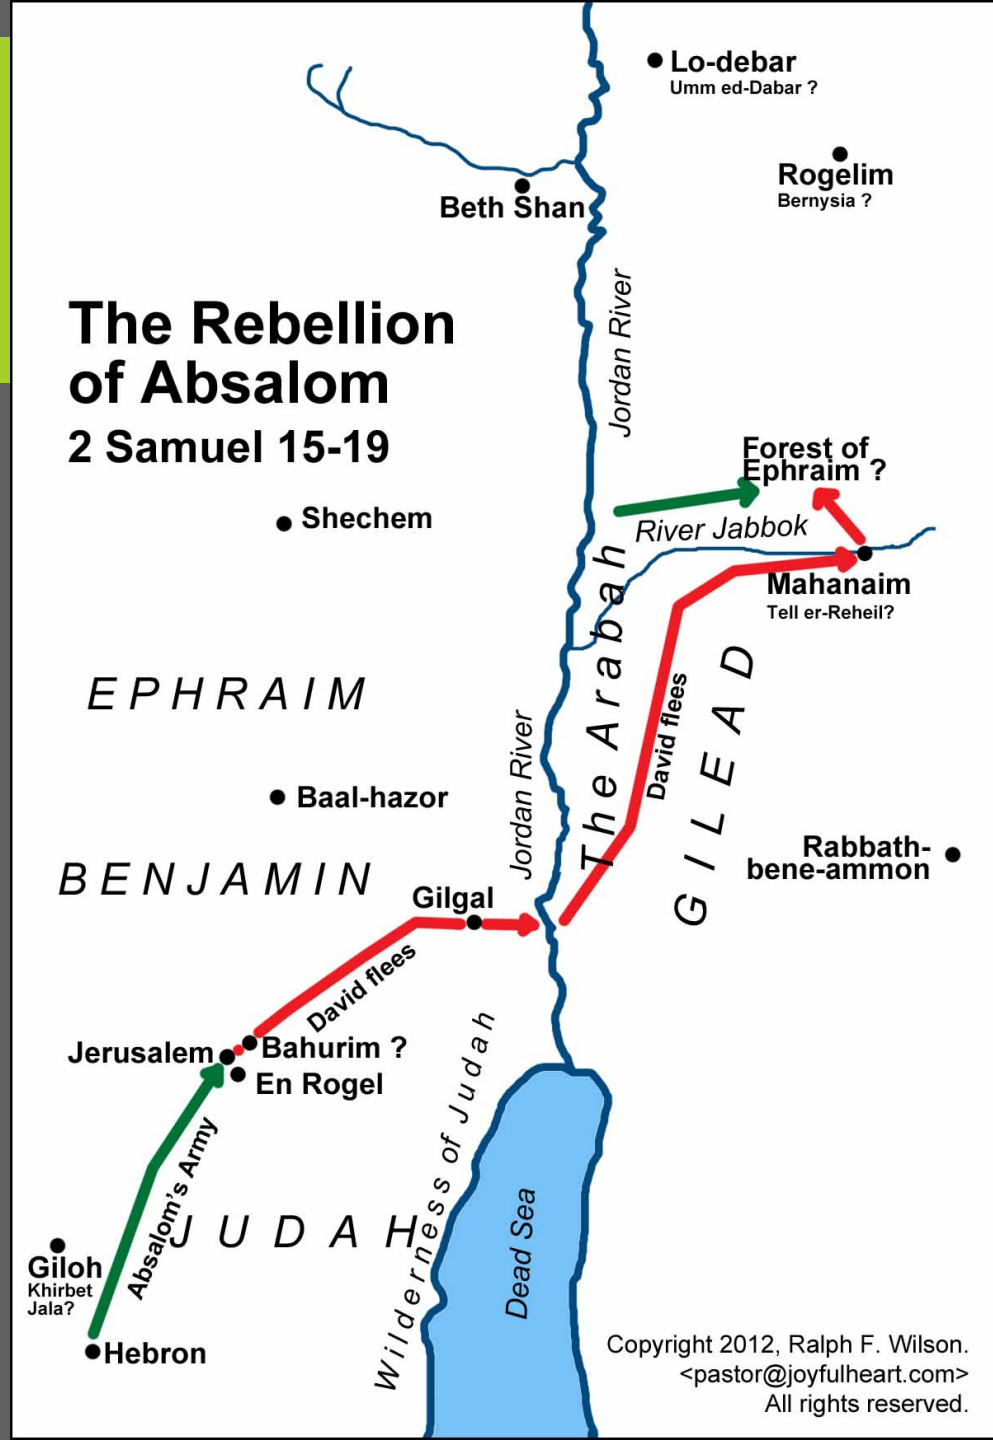 Lo-debar
Umm ed-Dabar ?
Rogelim
Bernysia ?
Beth Shan
The Rebellion
of Absalom
2 Samuel 15-19
Jordan River
Forest of
Ephraim ?
Shechem
River Jabbok
Mahanaim
Tell er-Reheil?
The Arabah
EPHRAIM
David flees
GILEAD
Jordan River
Baal-hazor
BENJAMIN
Rabbath-
bene-ammon
Gilgal
David flees
Jerusalem
Bahurim ?
En Rogel
Wilderness of Judah
Absalom's Army
JUDAH
Dead Sea
Giloh
Khirbet
Jala?
Hebron
Copyright 2012, Ralph F. Wilson.
<pastor@joyfulheart.com>
All rights reserved.